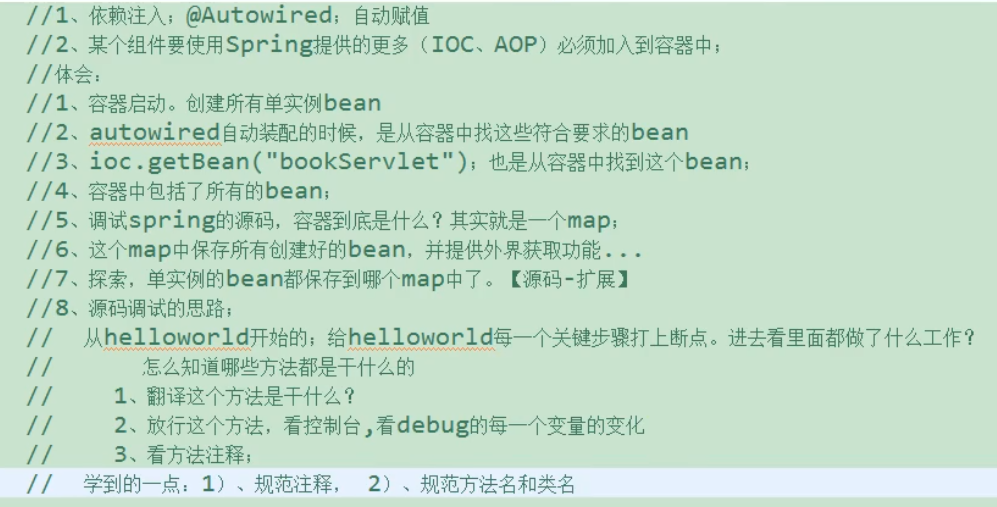 //1、依赖注入；@Autowired；自动赋值
//2、某个组件要使用Spring提供的更多（IOC、AOP）必须加入到容器中；
//体会：
//1、容器启动。创建所有单实例bean
//2、autowired自动装配的时候，是从容器中找这些符合要求的bean
//3、ioc.getBean("bookServlet")；也是从容器中找到这个bean；
//4、容器中包括了所有的bean；
//5、调试spring的源码，容器到底是什么？其实就是一个map；
//6、这个map中保存所有创建好的bean，并提供外界获取功能...
//7、探索，单实例的bean都保存到哪个map中了。【源码-扩展】
//8、源码调试的思路；
// 从helloworld开始的；给helloworld每一个关键步骤打上断点。进去看里面都做了什么工作？
// 怎么知道哪些方法都是干什么的
// 1、翻译这个方法是干什么？
// 2、放行这个方法，看控制台,看debug的每一个变量的变化
// 3、看方法注释；
// 学到的一点：1）、规范注释， 2）、规范方法名和类名